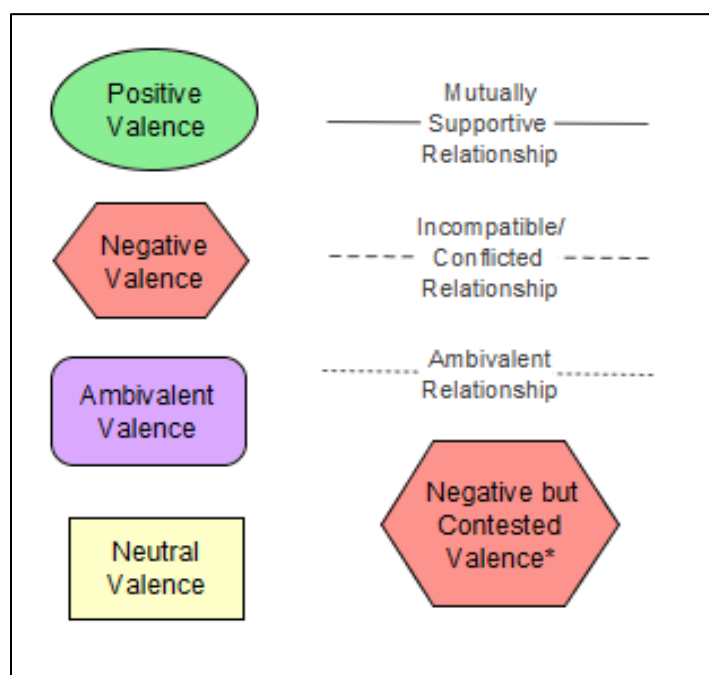 Positive
Valence
Mutually
Supportive
Relationship
Negative
Valence
Incompatible/
Conflicted
Relationship
Ambivalent
Valence
Ambivalent
Relationship
Neutral
Valence
Negative but
Contested
Valence*